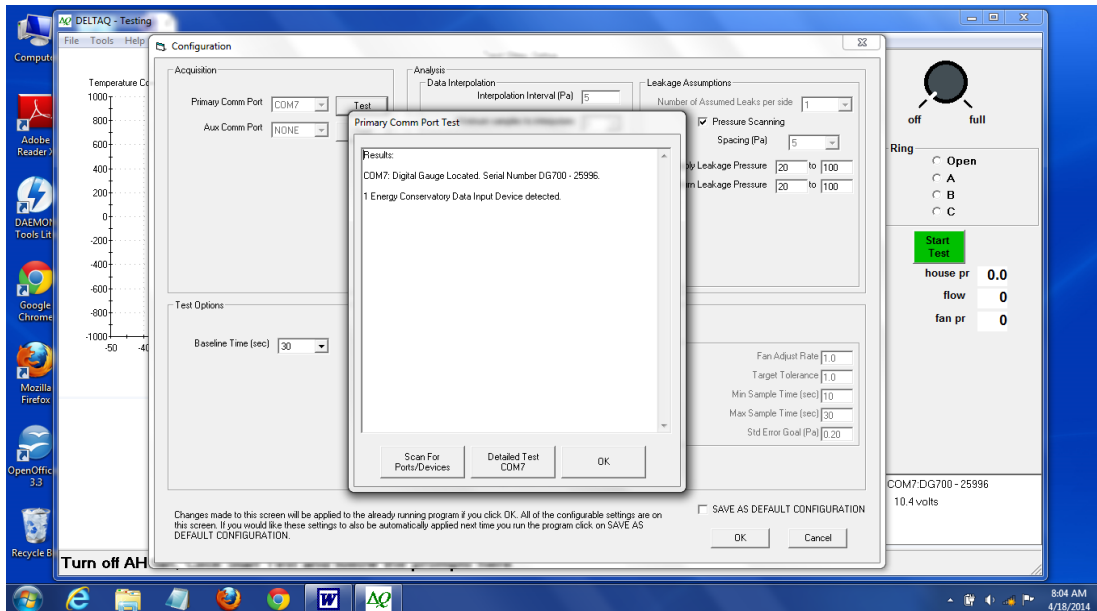 Computer
Adobe
Reader X
DAEMON
Tools Lit
Google
Chrome
Mozilla
Firefox
OpenOffic
3.3
Recycle B
DELTAQ - Testing
File Tools Help
Temperature Co
1000
800
600
400
200
0
-200
-400
-600
-800
-1000
-50 -40
Configuration
Acquisition
Primary Comm Port COM7 Test
Aux Comm Port NONE
Analysis
Data Interpolation
Interpolation Interval (Pa) 5
Leakage Assumptions
Number of Assumed Leaks per side 1
Pressure Scanning
Spacing (Pa) 5
ply Leakage Pressure 20 to 100
rn Leakage Pressure 20 to 100
Primary Comm Port Test
Results:
COM7: Digital Gauge Located. Serial Number DG700 - 25996.
1 Energy Conservatory Data Input Device detected.
Scan For
Ports/Devices
Detailed Test
COM7
OK
Test Options
Baseline Time (sec) 30
Fan Adjust Rate 1.0
Target Tolerance 1.0
Min Sample Time (sec) 10
Max Sample Time (sec) 30
Std Error Goal (Pa) 0.20
Changes made to this screen will be applied to the already running program if you click OK. All of the configurable settings are on
this screen. If you would like these settings to also be automatically applied next time you run the program click on SAVE AS
DEFAULT CONFIGURATION.
SAVE AS DEFAULT CONFIGURATION
OK Cancel
off full
Ring
Open
A
B
C
Start
Test
house pr 0.0
flow 0
fan pr 0
COM7:DG700 - 25996
10.4 volts
Turn off AH
8:04 AM
4/18/2014